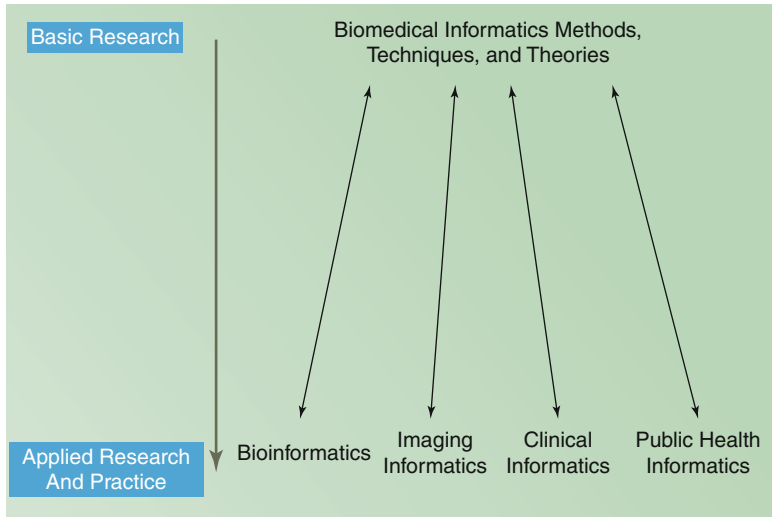 Basic Research
Biomedical Informatics Methods,
Techniques, and Theories
Applied Research
And Practice
Bioinformatics
Imaging
Informatics
Clinical
Informatics
Public Health
Informatics